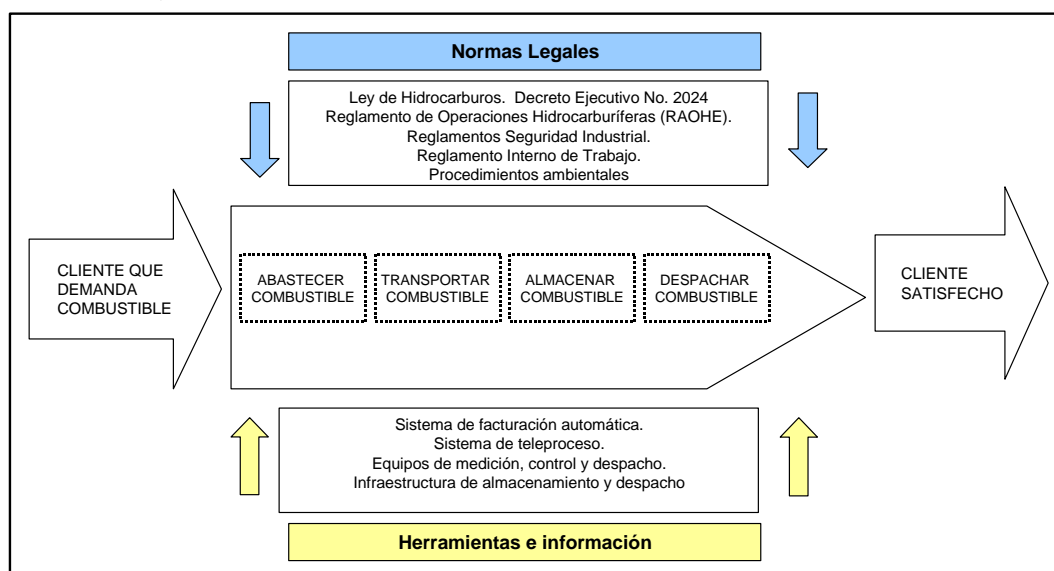 Normas Legales
Ley de Hidrocarburos. Decreto Ejecutivo No. 2024
Reglamento de Operaciones Hidrocarburíferas (RAOHE).
Reglamentos Seguridad Industrial.
Reglamento Interno de Trabajo.
Procedimientos ambientales
CLIENTE QUE
DEMANDA
COMBUSTIBLE
ABASTECER
COMBUSTIBLE
TRANSPORTAR
COMBUSTIBLE
ALMACENAR
COMBUSTIBLE
DESPACHAR
COMBUSTIBLE
CLIENTE
SATISFECHO
Sistema de facturación automática.
Sistema de teleproceso.
Equipos de medición, control y despacho.
Infraestructura de almacenamiento y despacho
Herramientas e información